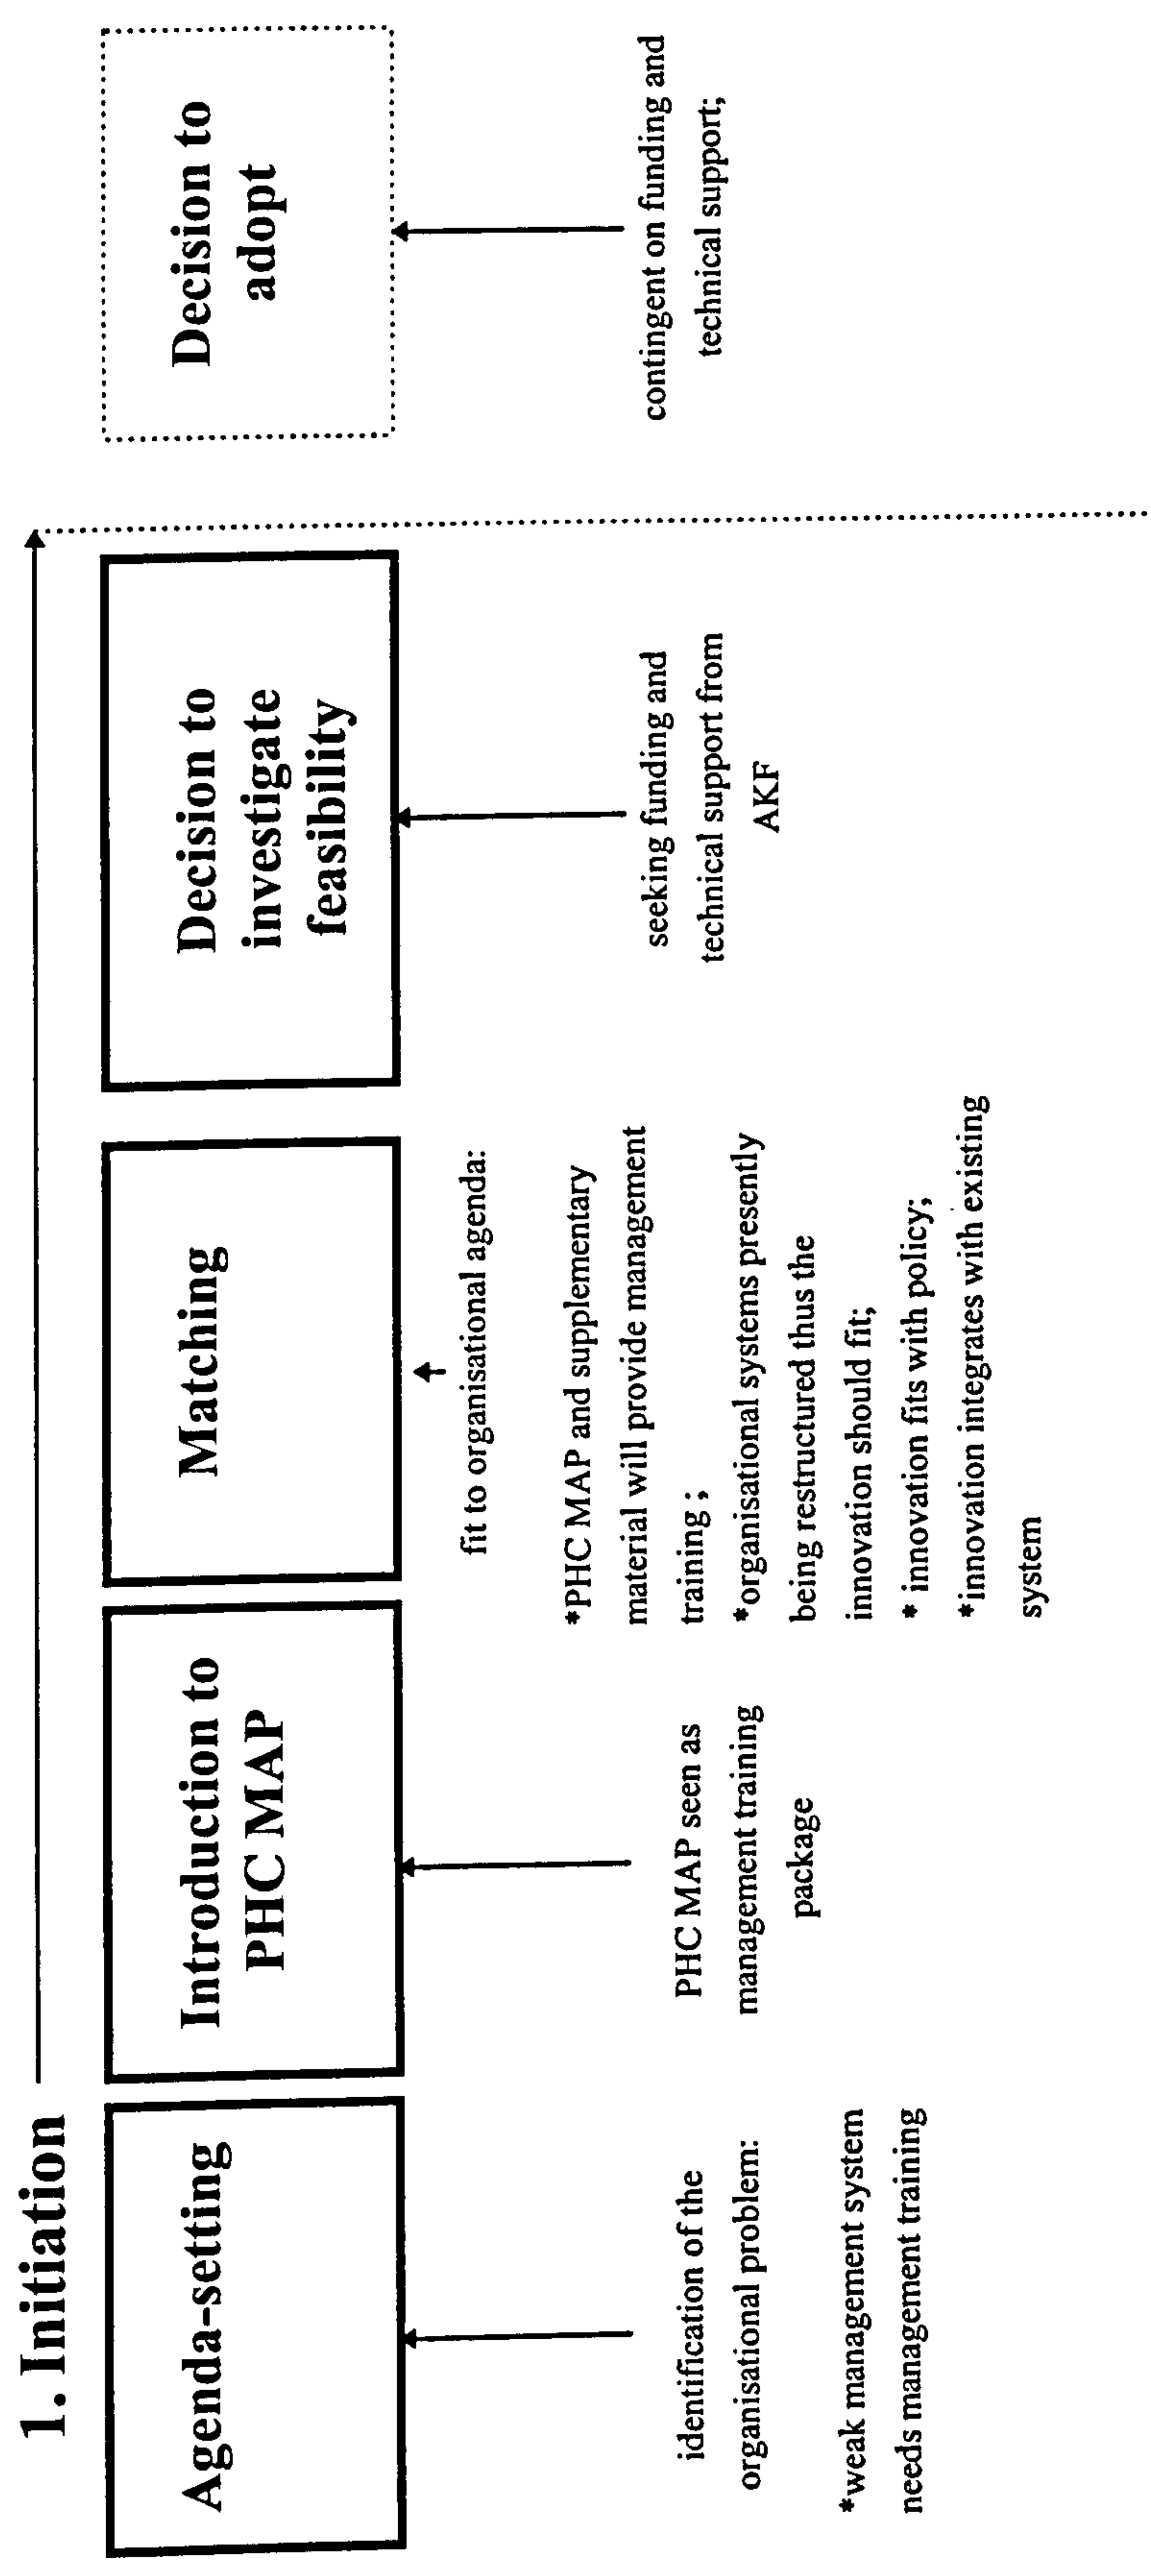 1. Initiation
Agenda-setting
identification of the
organisational problem:
*weak management system
needs management training
Introduction to
PHC MAP
PHC MAP seen as
management training
package
Matching
fit to organisational agenda:
*PHC MAP and supplementary
material will provide management
training ;
*organisational systems presently
being restructured thus the
innovation should fit;
* innovation fits with policy;
*innovation integrates with existing
system
Decision to
investigate
feasibility
seeking funding and
technical support from
AKF
Decision to
adopt
contingent on funding and
technical support;